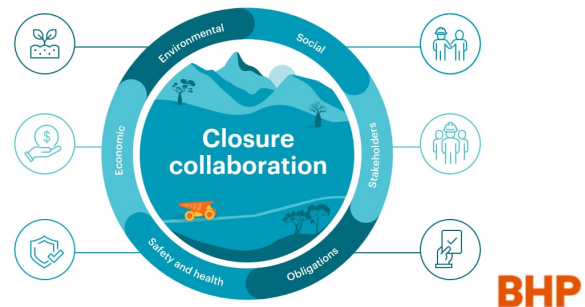 Environmental
Social
Economic
Closure
collaboration
Stakeholders
Safety and health
Obligations
BHP